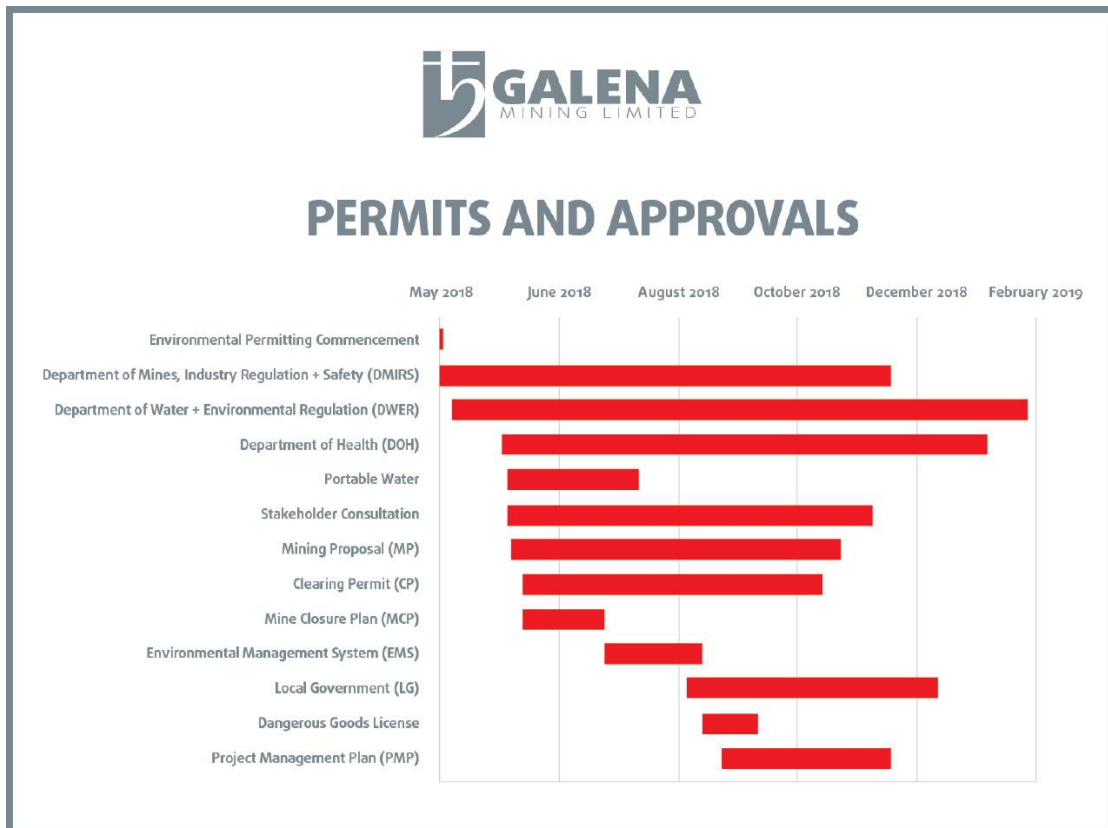 GALENA
MINING LIMITED
PERMITS AND APPROVALS
May 2018 June 2018 August 2018 October 2018 December 2018 February 2019
Environmental Permitting Commencement
Department of Mines, Industry Regulation + Safety (DMIRS)
Department of Water + Environmental Regulation (DWER)
Department of Health (DOH)
Portable Water
Stakeholder Consultation
Mining Proposal (MP)
Clearing Permit (CP)
Mine Closure Plan (MCP)
Environmental Management System (EMS)
Local Government (LG)
Dangerous Goods License
Project Management Plan (PMP)